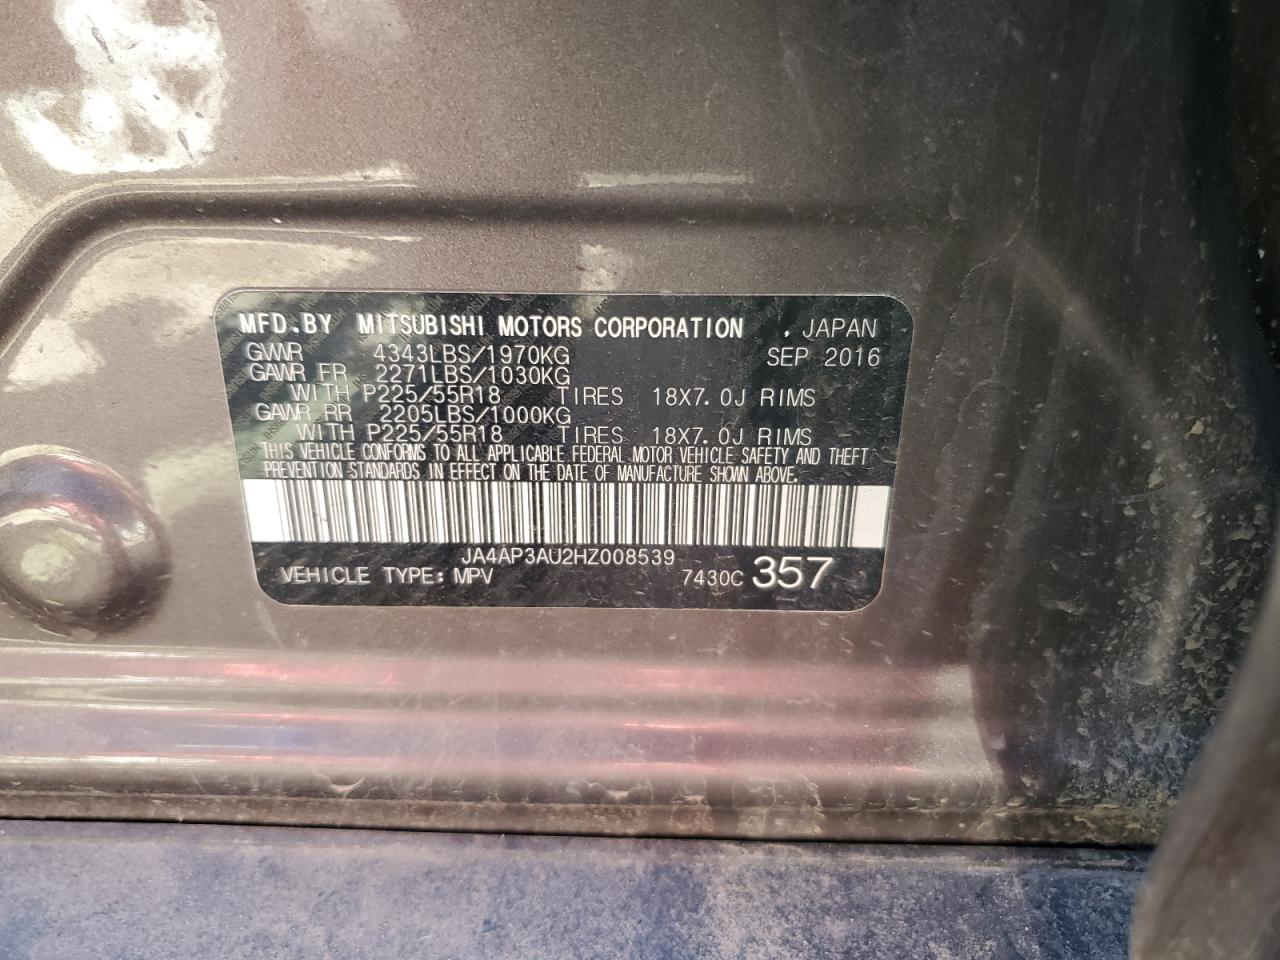 MFD.BY MITSUBISHI MOTORS CORPORATION , JAPAN
GVWR 4343LBS/1970KG SEP 2016
GAWR FR 2271LBS/1030KG
WITH P225/55R18 TIRES 18X7.0J RIMS
GAWR RR 2205LBS/1000KG
WITH P225/55R18 TIRES 18X7.0J RIMS
THIS VEHICLE CONFORMS TO ALL APPLICABLE FEDERAL MOTOR VEHICLE SAFETY AND THEFT
PREVENTION STANDARDS IN EFFECT ON THE DATE OF MANUFACTURE SHOWN ABOVE.
JA4AP3AU2HZ008539
VEHICLE TYPE: MPV 7430C 357